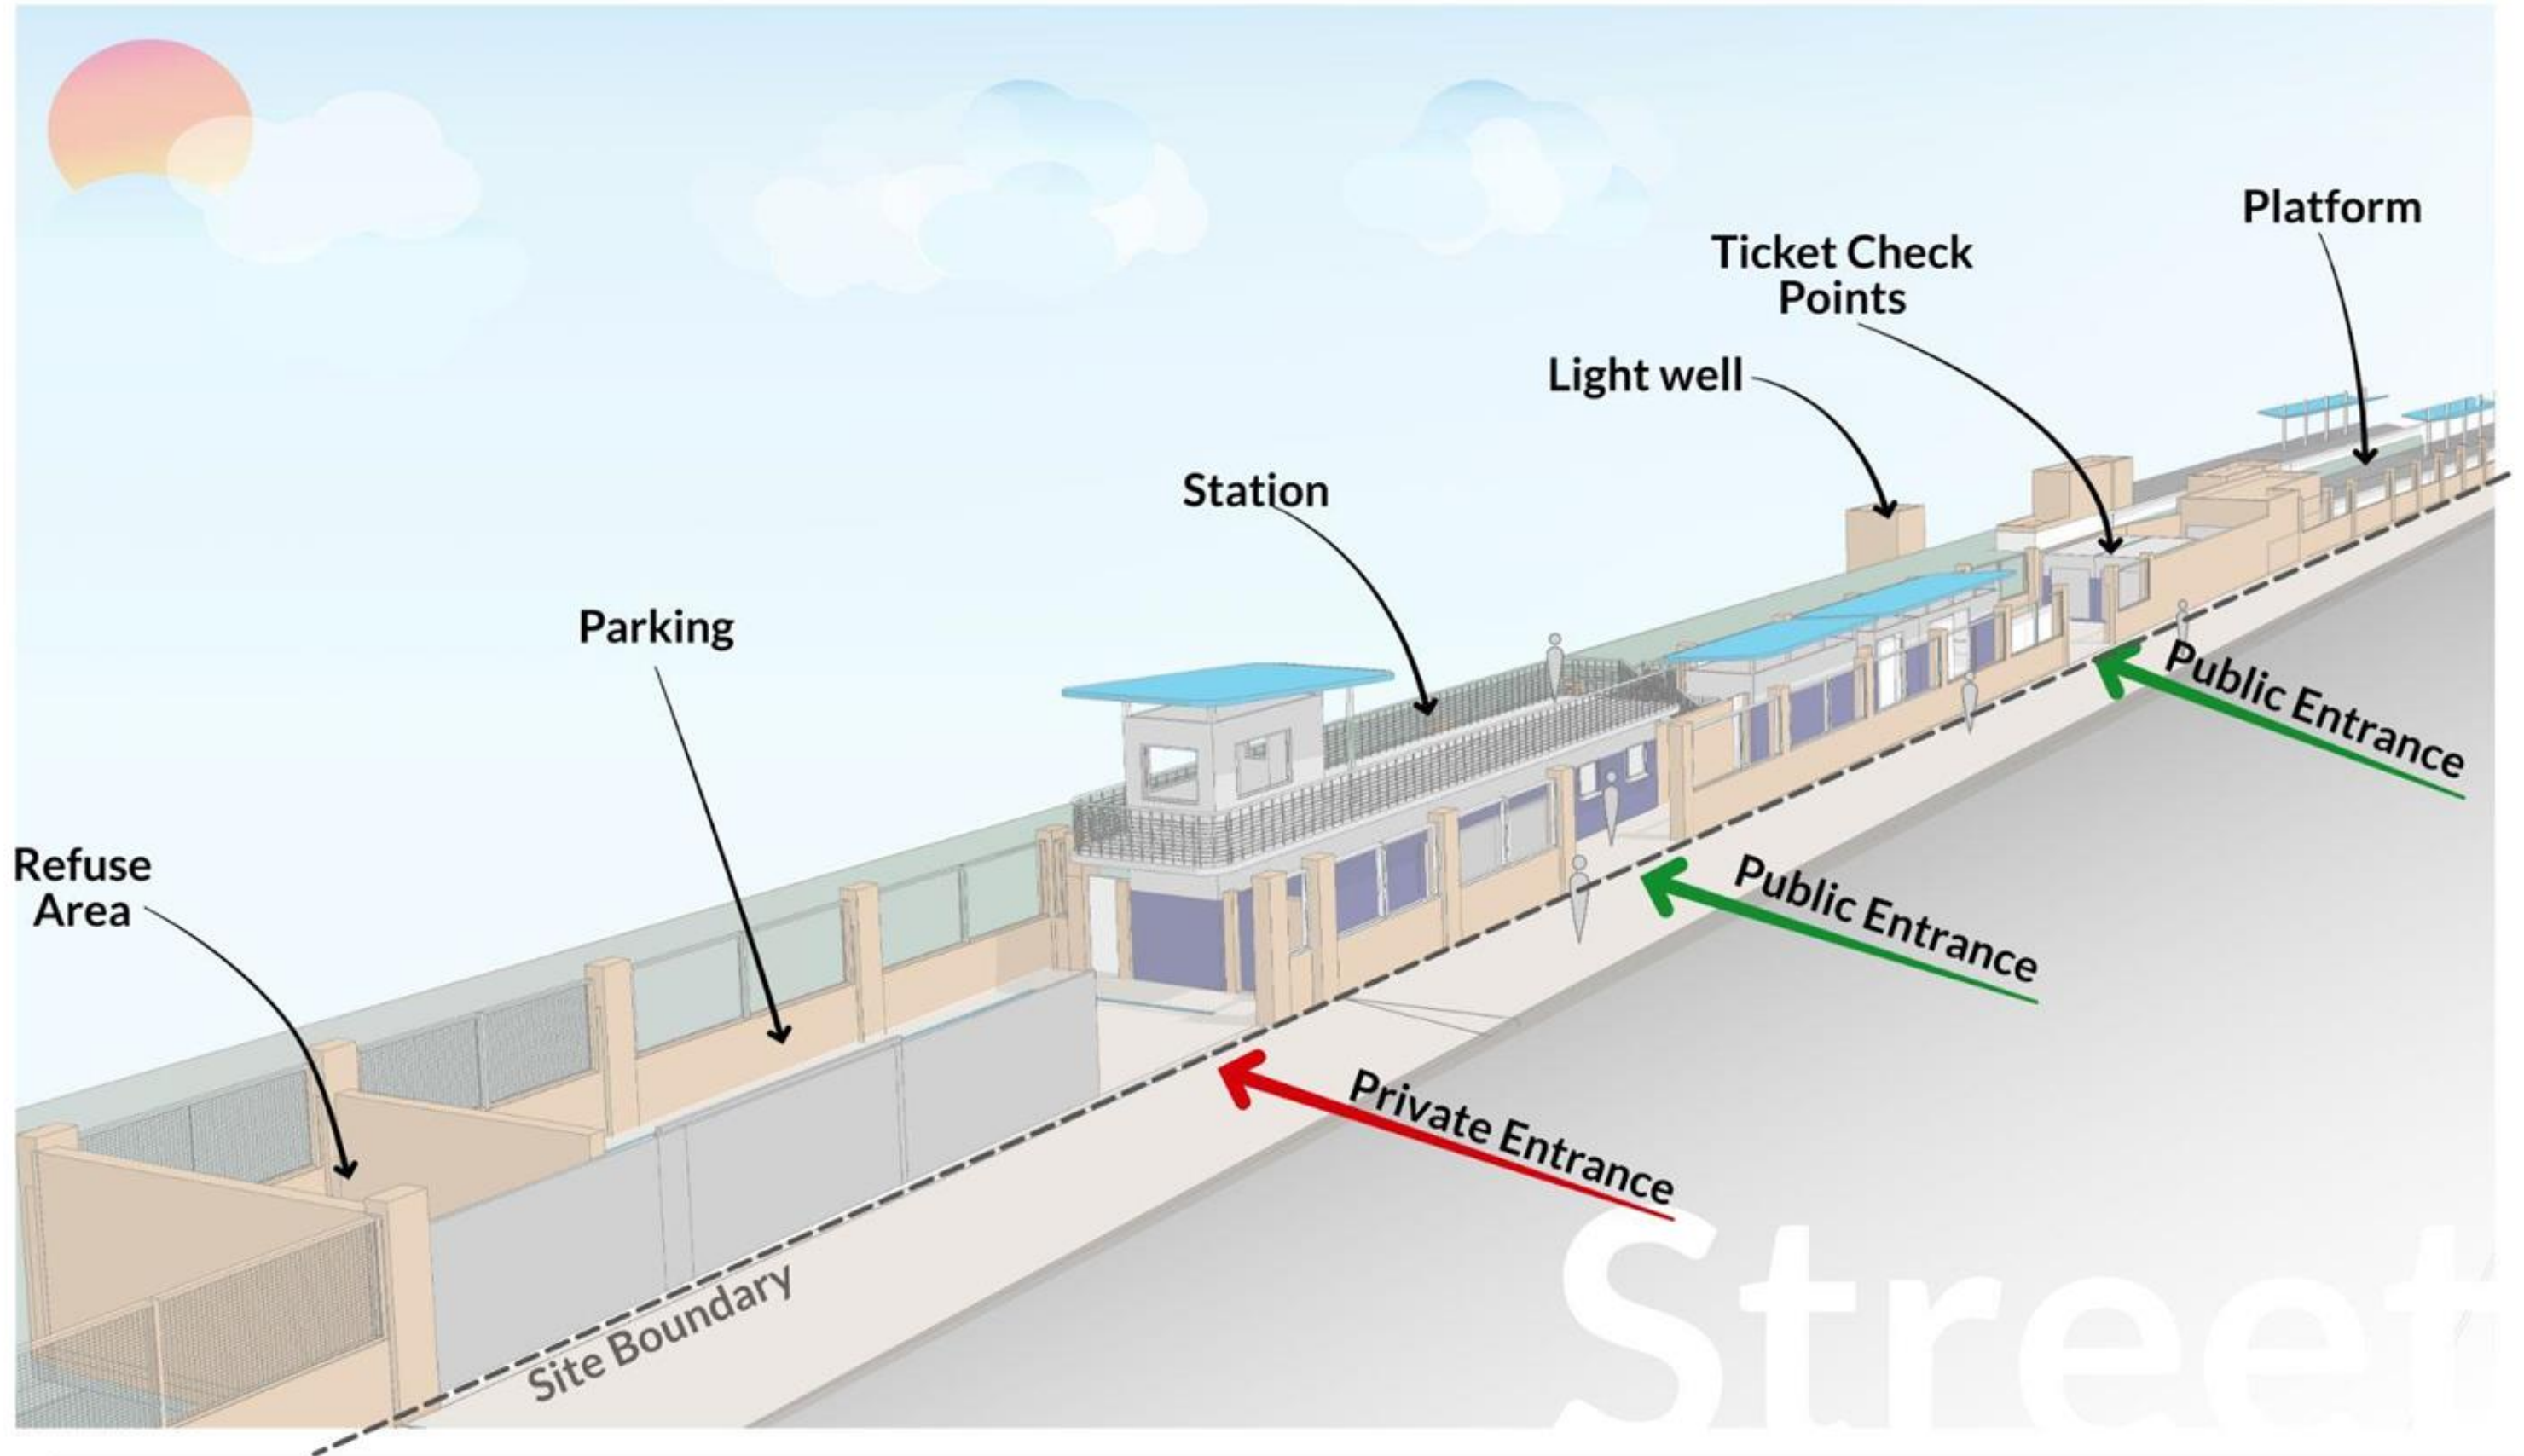 Platform
Ticket Check
Points
Light well
Station
Parking
Refuse
Area
Public Entrance
Public Entrance
Private Entrance
Site Boundary
Street